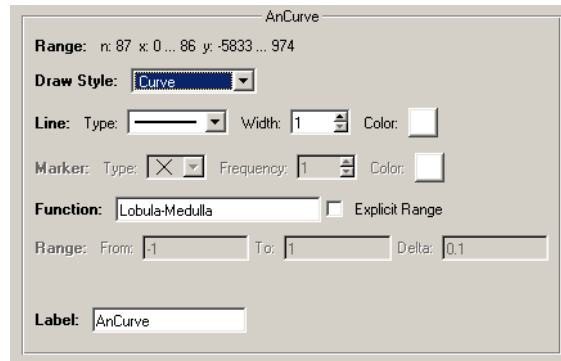 AnCurve
Range: n: 87 x: 0 ... 86 y: -5833 ... 974
Draw Style: Curve
Line: Type: Width: 1 Color:
Marker: Type: Frequency: 1 Color:
Function: Lobula-Medulla Explicit Range
Range: From: -1 To: 1 Delta: 0.1
Label: AnCurve